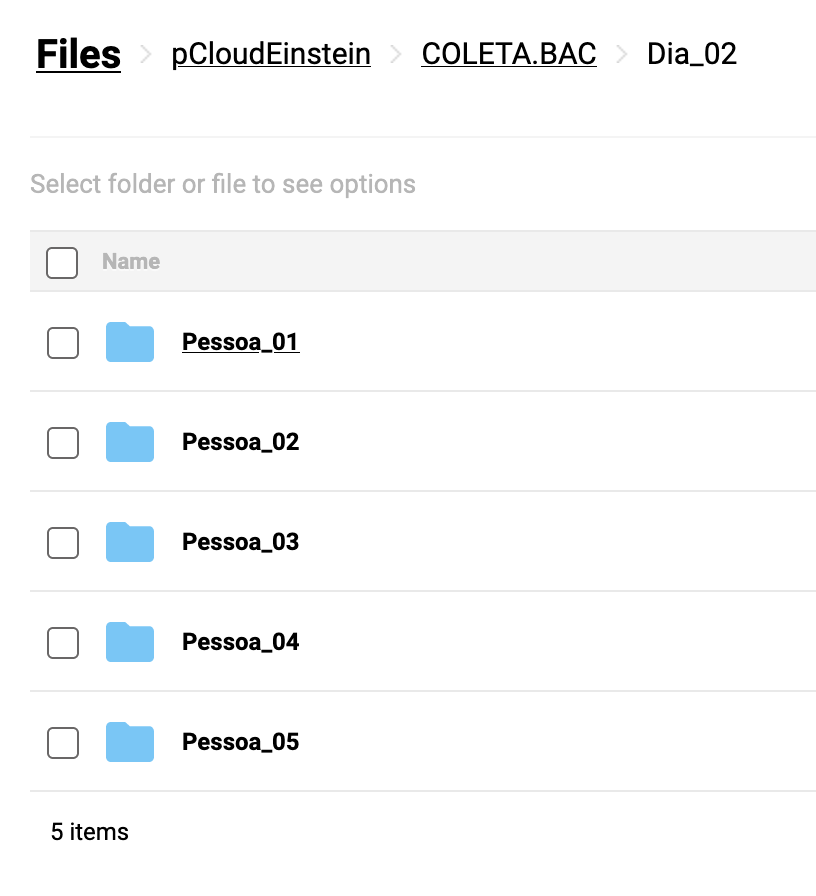 Files > pCloudEinstein > COLETA.BAC > Dia_02
Select folder or file to see options
Name
Pessoa_01
Pessoa_02
Pessoa_03
Pessoa_04
Pessoa_05
5 items